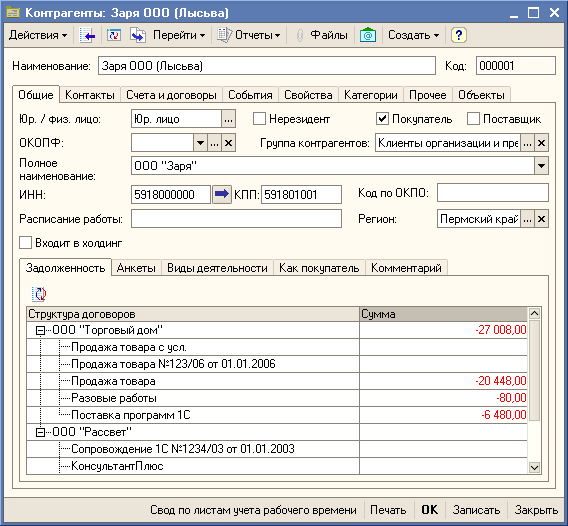 Контрагенты: Заря ООО (Лысьва)
Действия Перейти Отчеты Файлы Создать ?
Наименование: Заря ООО (Лысьва) Код: 000001
Общие Контакты Счета и договоры События Свойства Категории Прочее Объекты
Юр. / физ. лицо: Юр. лицо ... Нерезидент Покупатель Поставщик
ОКОПФ: ... Группа контрагентов: Клиенты организации и пре ...
Полное
наименование: ООО "Заря"
ИНН: 5918000000 КПП: 591801001 Код по ОКПО:
Расписание работы: Регион: Пермский край ...
Входит в холдинг
Задолженность Анкеты Виды деятельности Как покупатель Комментарий
Структура договоров Сумма
ООО "Торговый дом" -27 008,00
Продажа товара с усл.
Продажа товара №123/06 от 01.01.2006
Продажа товара -20 448,00
Разовые работы -80,00
Поставка программ 1С -6 480,00
ООО "Рассвет"
Сопровождение 1С №1234/03 от 01.01.2003
КонсультантПлюс
Свод по листам учета рабочего времени Печать OK Записать Закрыть